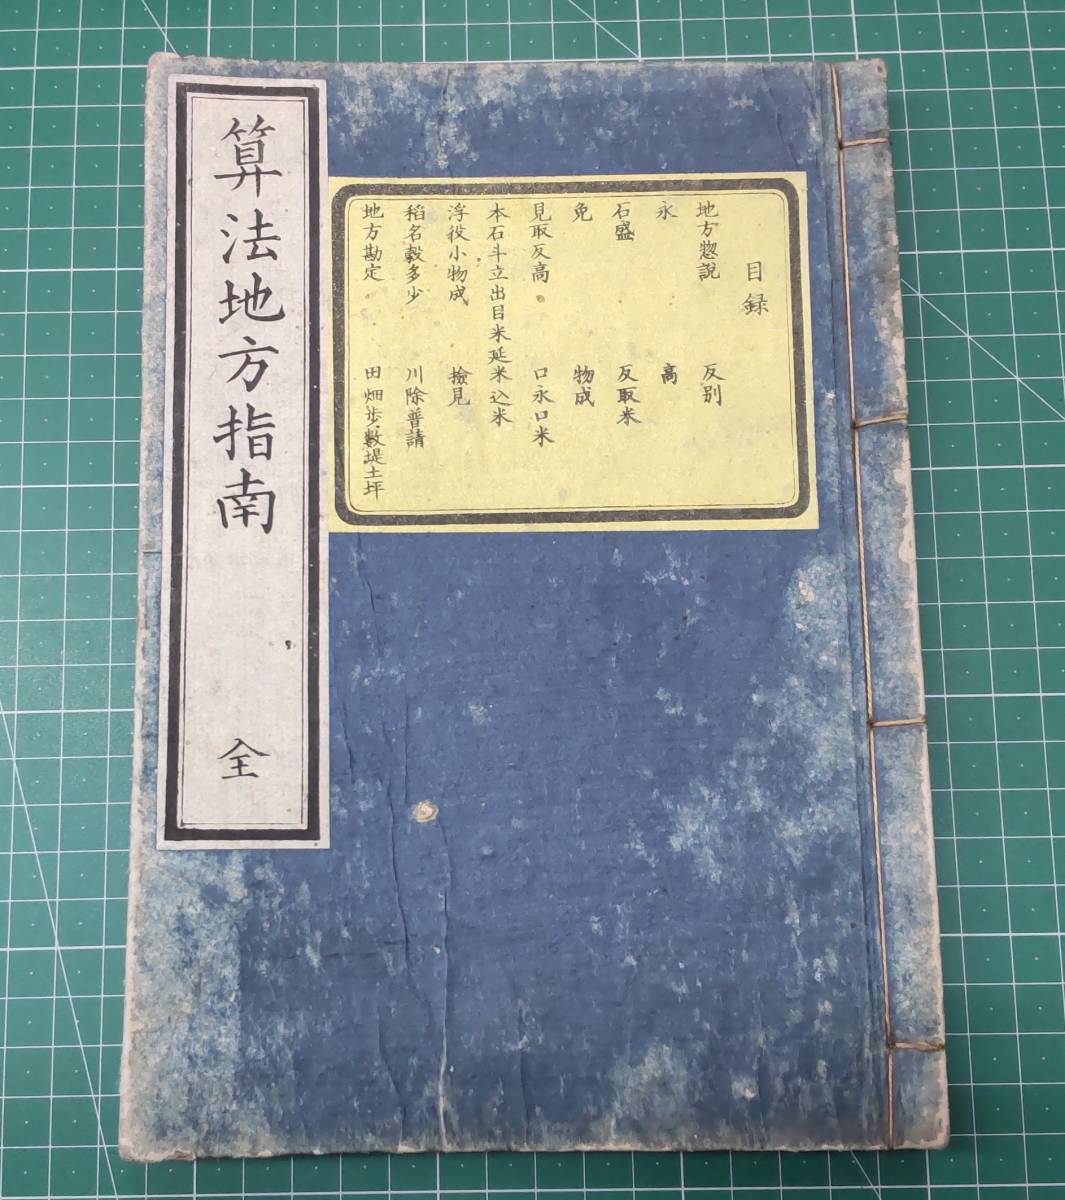 目録
地方惣説 反別
永 高
石盛 反取米
免 物成
見取反高 口永口米
本石斗立出目米延米込米
浮役小物成 撿見
稻名穀多少 川除普請
地方勘定 田畑歩數堤土坪
算法地方指南 全